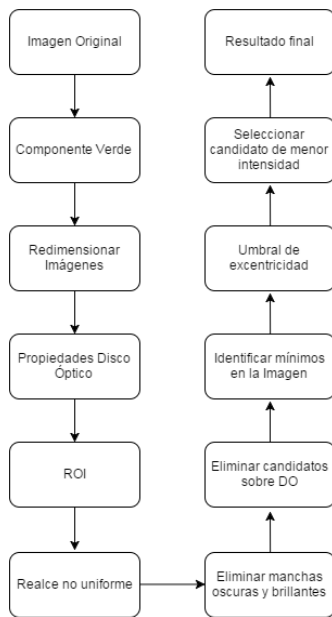 Imagen Original
Componente Verde
Redimensionar
Imágenes
Propiedades Disco
Óptico
ROI
Realce no uniforme
Eliminar manchas
oscuras y brillantes
Eliminar candidatos
sobre DO
Identificar mínimos
en la Imagen
Umbral de
excentricidad
Seleccionar
candidato de menor
intensidad
Resultado final